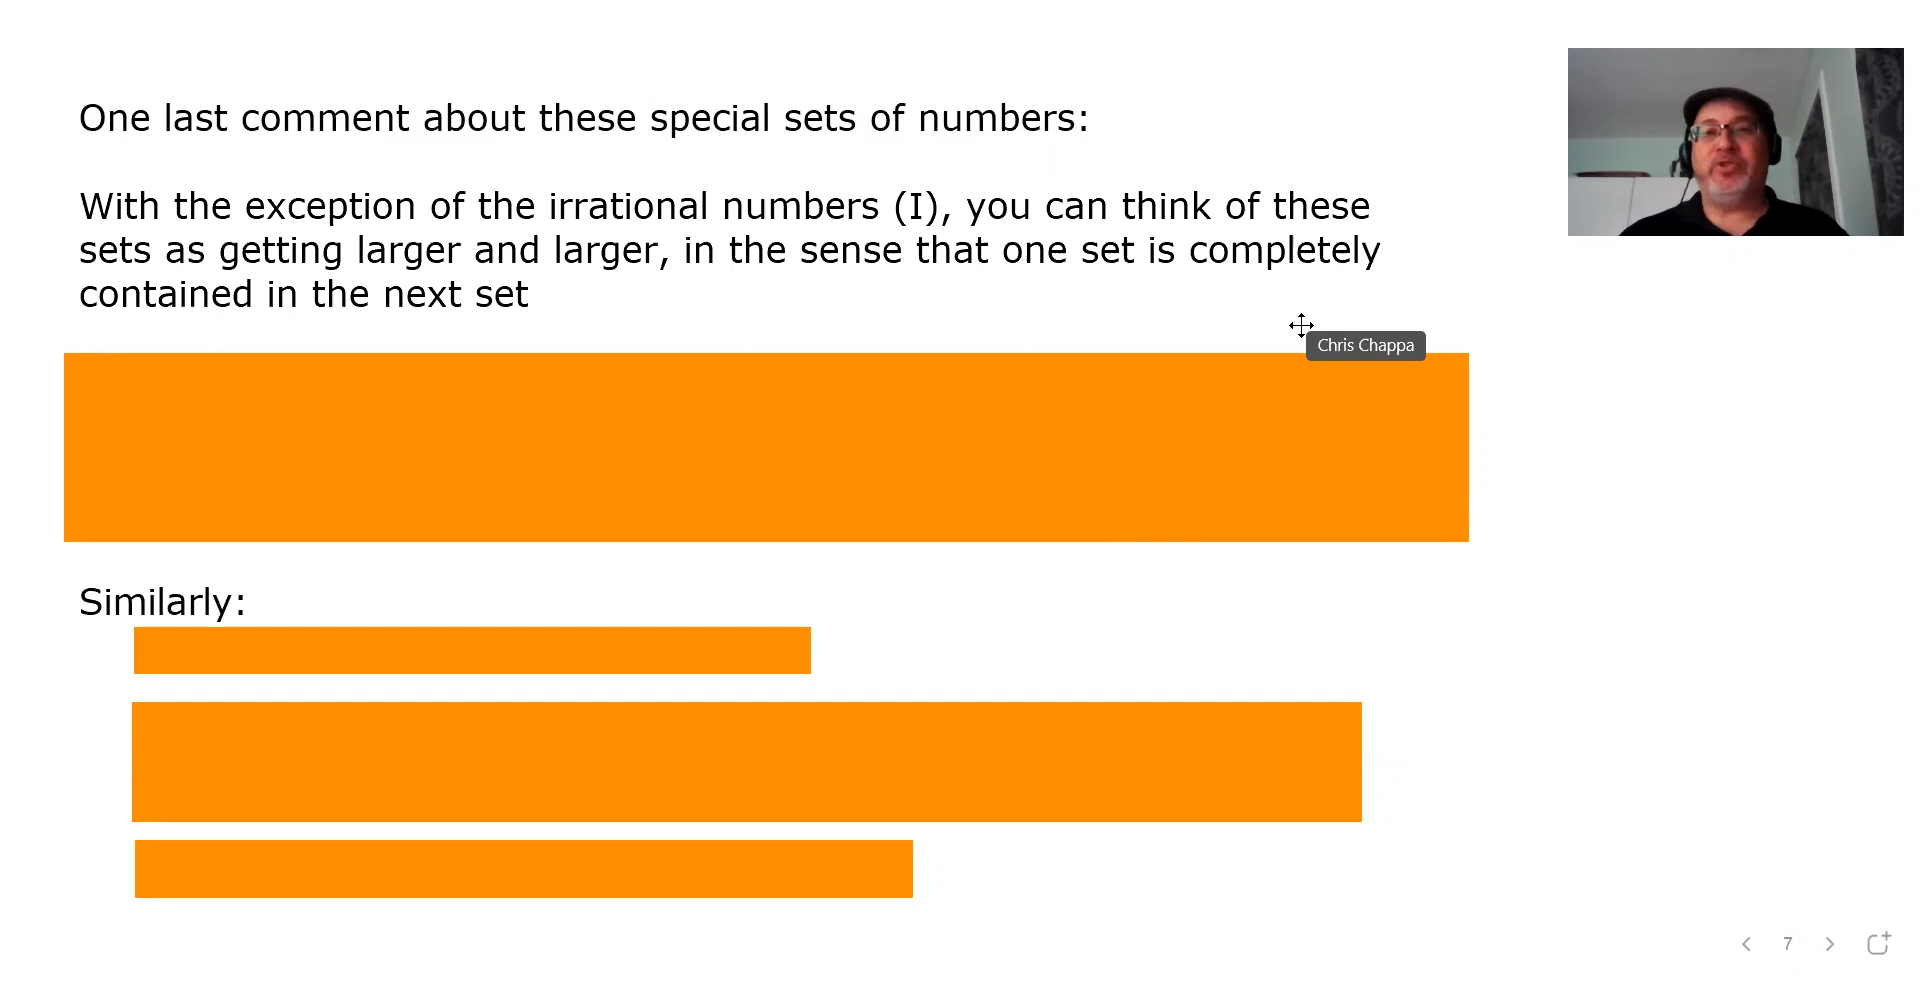 One last comment about these special sets of numbers:
With the exception of the irrational numbers (I), you can think of these
sets as getting larger and larger, in the sense that one set is completely
contained in the next set
Chris Chappa
Similarly:
7